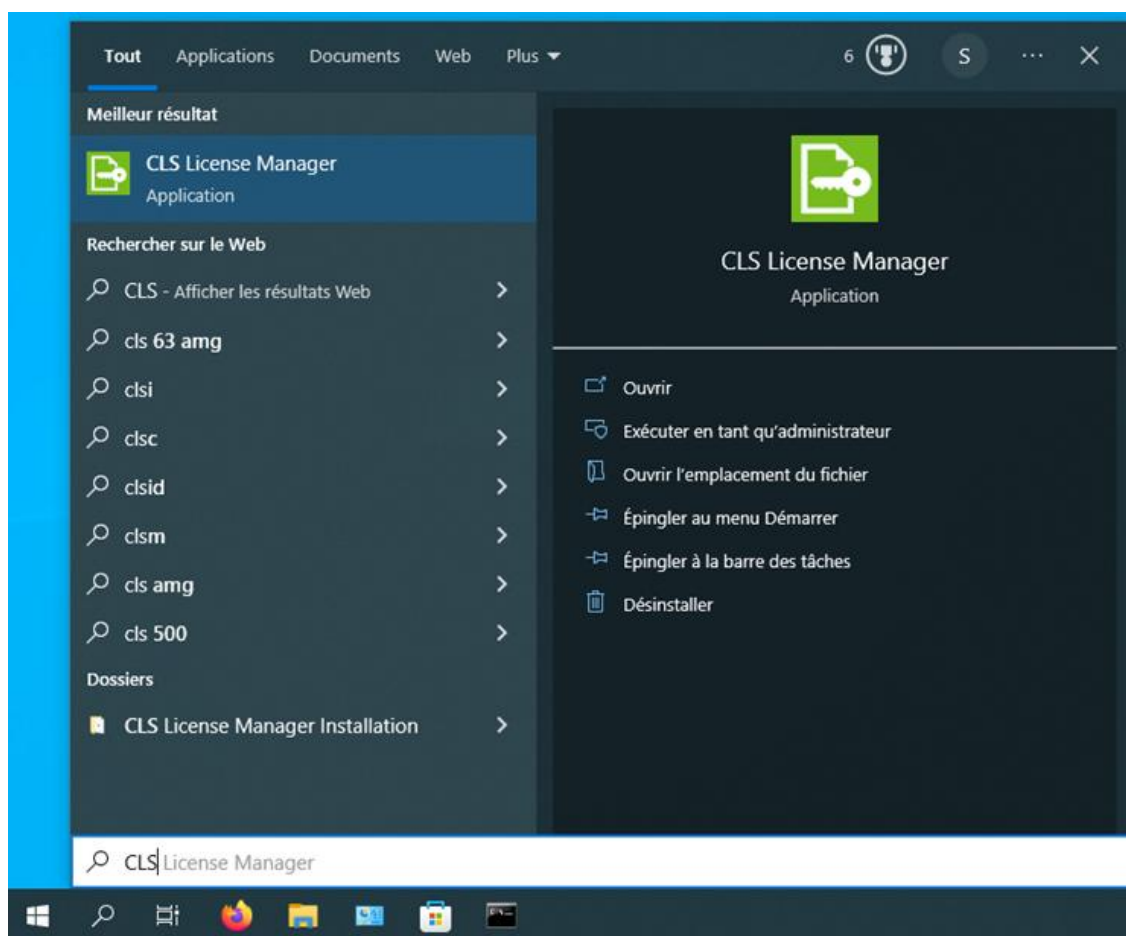 Tout Applications Documents Web Plus 6 S ... ×
Meilleur résultat
CLS License Manager
Application
Rechercher sur le Web
CLS - Afficher les résultats Web
cls 63 amg
clsi
clsc
clsid
clsm
cls amg
cls 500
Dossiers
CLS License Manager Installation
CLS License Manager
Application
Ouvrir
Exécuter en tant qu'administrateur
Ouvrir l'emplacement du fichier
Épingler au menu Démarrer
Épingler à la barre des tâches
Désinstaller
CLS License Manager